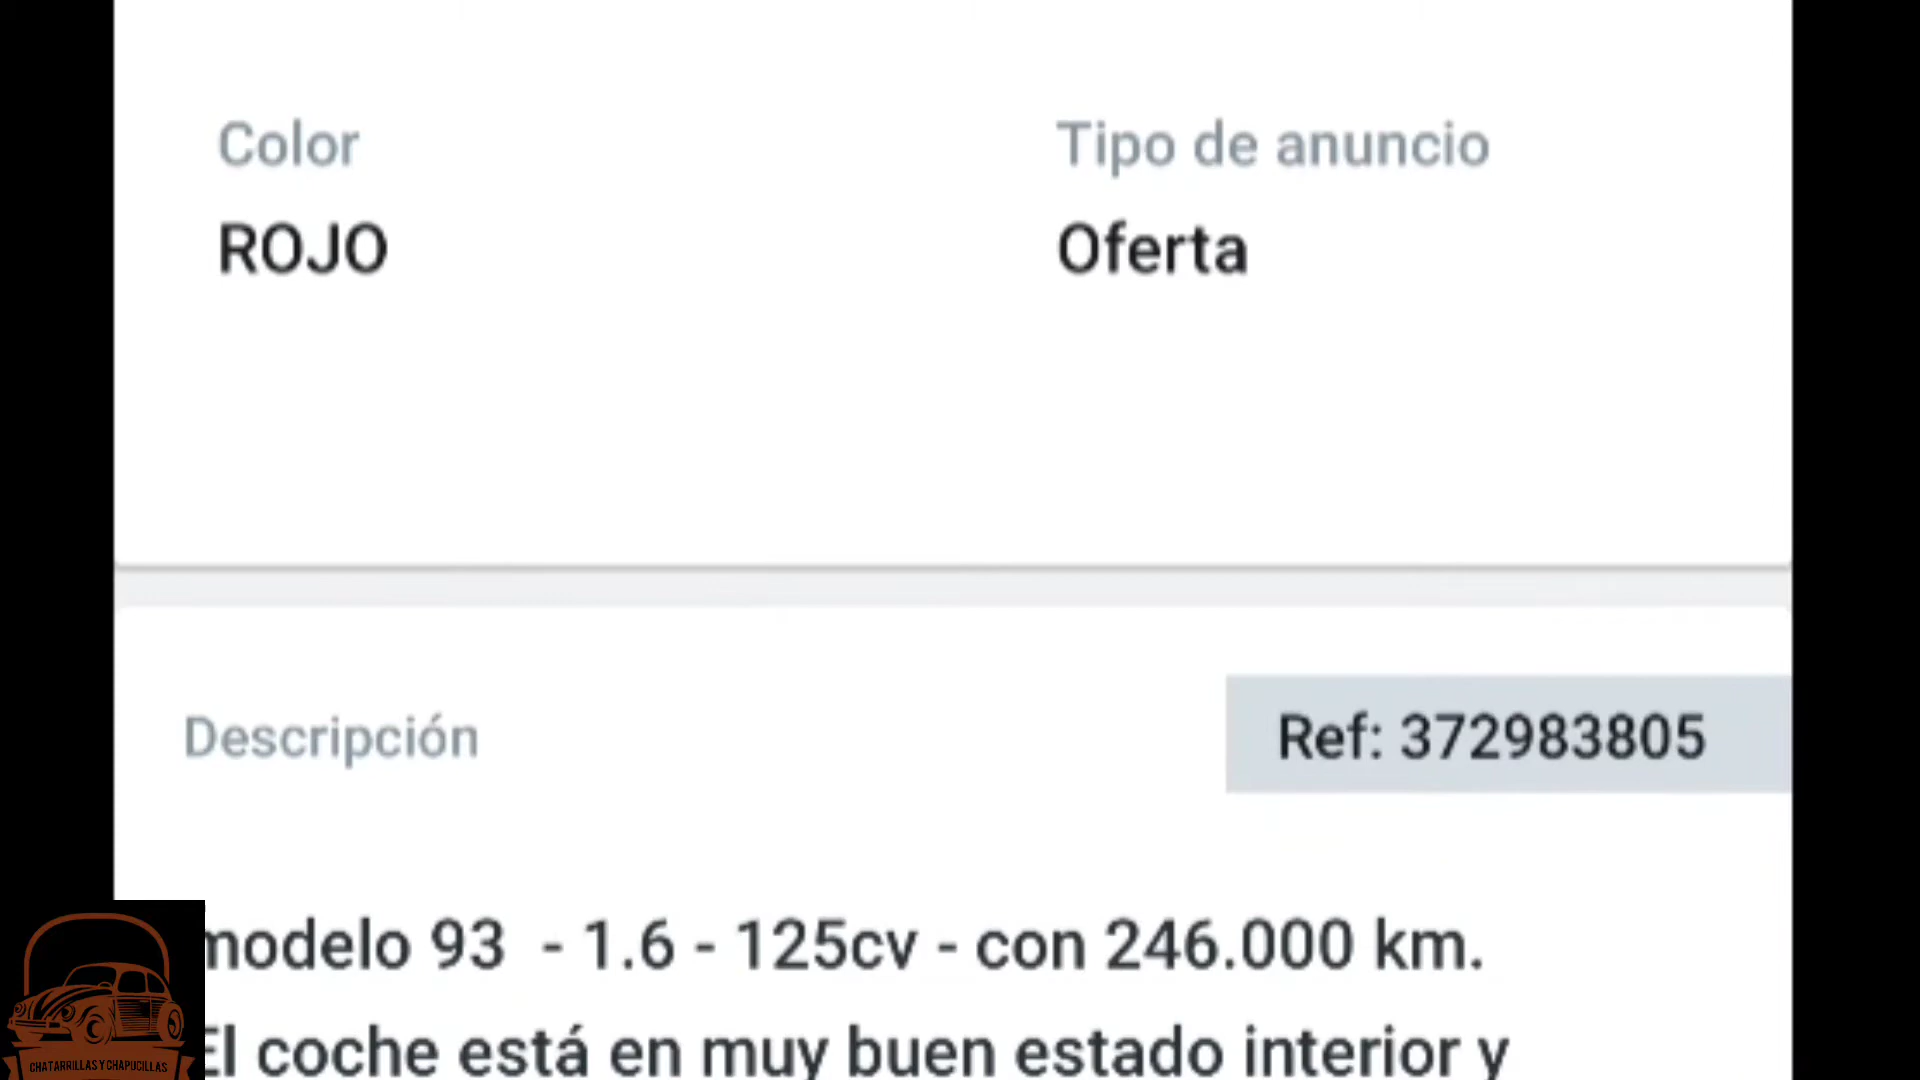 Color
Tipo de anuncio
ROJO
Oferta
Descripción
Ref: 372983805
modelo 93 - 1.6 - 125cv - con 246.000 km.
El coche está en muy buen estado interior y
CHATARRILLAS Y CHAPUCILLAS